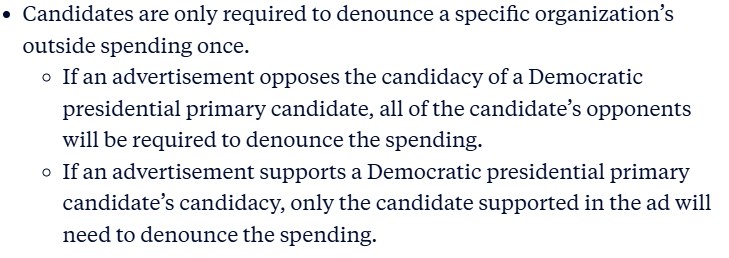 • Candidates are only required to denounce a specific organization’s
outside spending once.
◦ If an advertisement opposes the candidacy of a Democratic
presidential primary candidate, all of the candidate’s opponents
will be required to denounce the spending.
◦ If an advertisement supports a Democratic presidential primary
candidate’s candidacy, only the candidate supported in the ad will
need to denounce the spending.